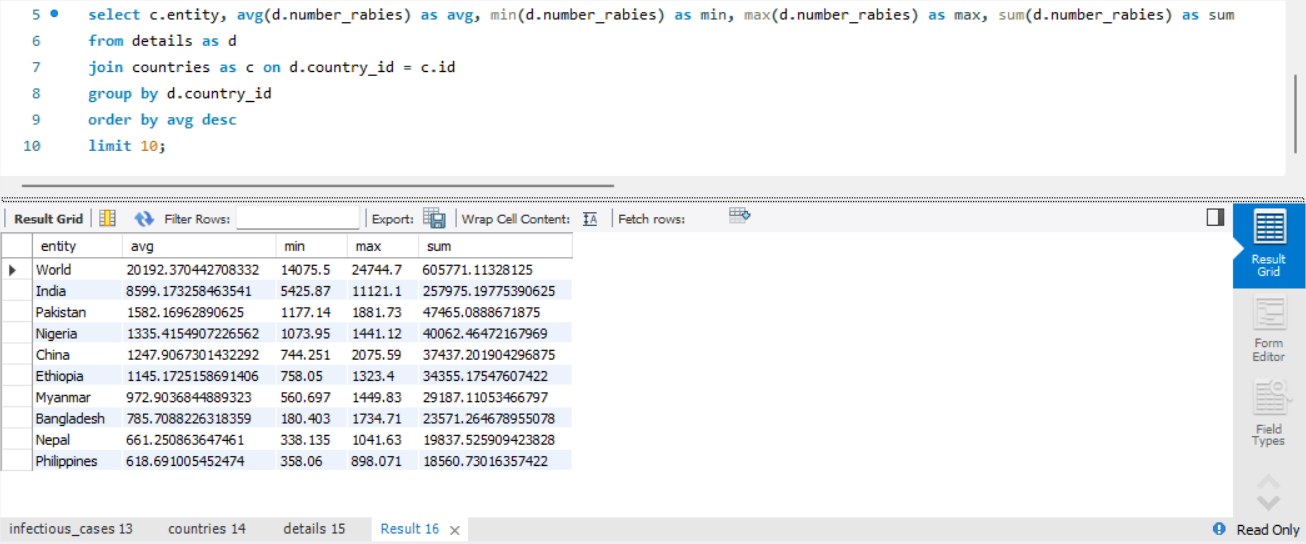 5 select c.entity, avg(d.number_rabies) as avg, min(d.number_rabies) as min, max(d.number_rabies) as max, sum(d.number_rabies) as sum
6 from details as d
7 join countries as c on d.country_id = c.id
8 group by d.country_id
9 order by avg desc
10 limit 10;
Result Grid Filter Rows: Export: Wrap Cell Content: IA Fetch rows:
entity avg min max sum
World 20192.370442708332 14075.5 24744.7 605771.11328125
India 8599.173258463541 5425.87 11121.1 257975.19775390625
Pakistan 1582.16962890625 1177.14 1881.73 47465.0888671875
Nigeria 1335.4154907226562 1073.95 1441.12 40062.46472167969
China 1247.9067301432292 744.251 2075.59 37437.201904296875
Ethiopia 1145.1725158691406 758.05 1323.4 34355.17547607422
Myanmar 972.9036844889323 560.697 1449.83 29187.11053466797
Bangladesh 785.7088226318359 180.403 1734.71 23571.264678955078
Nepal 661.250863647461 338.135 1041.63 19837.525909423828
Philippines 618.691005452474 358.06 898.071 18560.73016357422
Result
Grid
Form
Editor
Field
Types
infectious_cases 13 countries 14 details 15 Result 16 Read Only